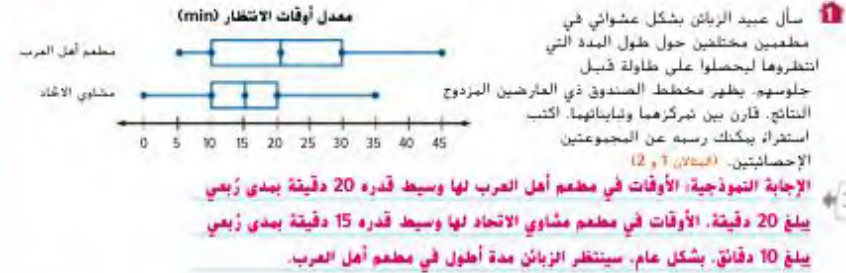 1
سأل عبيد الزبائن بشكل عشوائي في
مطعمين مختلفين حول طول المدة التي
انتظروها ليحصلوا على طاولة قبل
جلوسهم. يظهر مخطط الصندوق ذي العارضين المزدوج
النتائج. قارن بين تمركزهما وتبايناتهما. اكتب
استقراء يمكنك رسمه عن المجموعتين
الإحصائيتين. (المثالان 1 و 2)
معدل أوقات الانتظار (min)
مطعم أهل العرب
مشاوي الاتحاد
0 5 10 15 20 25 30 35 40 45
الإجابة النموذجية: الأوقات في مطعم أهل العرب لها وسيط قدره 20 دقيقة بمدى رُبعي
يبلغ 20 دقيقة. الأوقات في مطعم مشاوي الاتحاد لها وسيط قدره 15 دقيقة بمدى رُبعي
يبلغ 10 دقائق. بشكل عام، سينتظر الزبائن مدة أطول في مطعم أهل العرب.